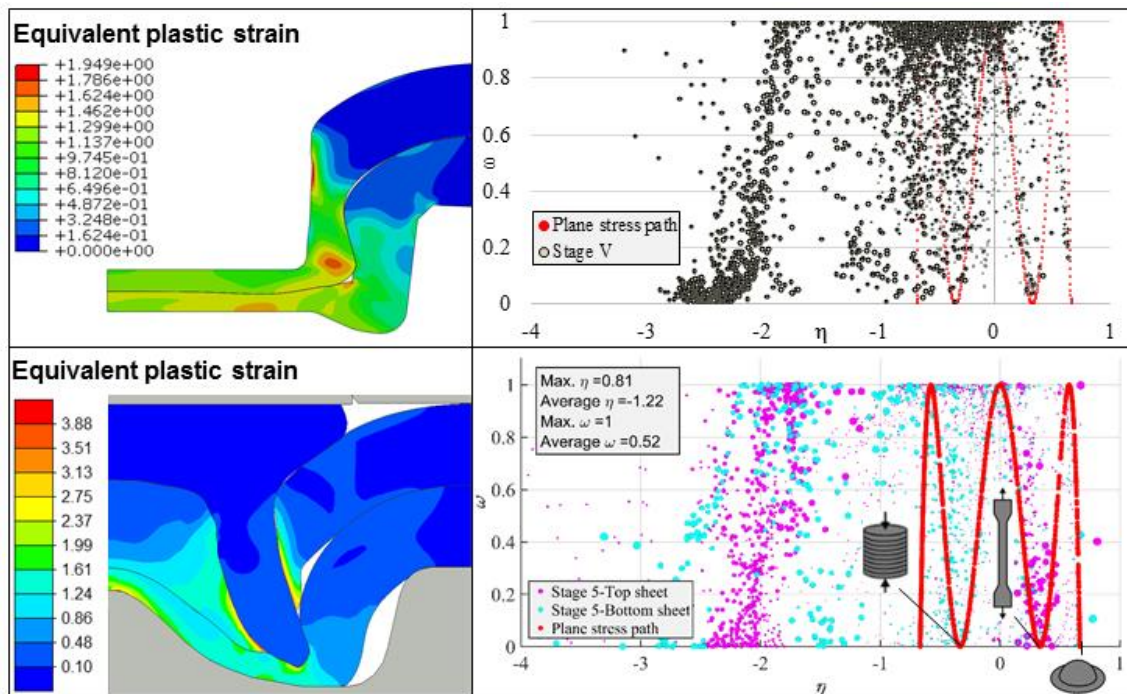 Equivalent plastic strain
+1.949e+00
+1.786e+00
+1.624e+00
+1.462e+00
+1.299e+00
+1.137e+00
+9.745e-01
+8.120e-01
+6.496e-01
+4.872e-01
+3.248e-01
+1.624e-01
+0.000e+00
1
0.8
0.6
ω
0.4
0.2
0
Plane stress path
Stage V
-4 -3 -2 η -1 0 1
Equivalent plastic strain
3.88
3.51
3.13
2.75
2.37
1.99
1.61
1.24
0.86
0.48
0.10
Max. η =0.81
Average η =-1.22
Max. ω =1
Average ω =0.52
1
0.8
0.6
ω
0.4
0.2
0
Stage 5-Top sheet
Stage 5-Bottom sheet
Plane stress path
-4 -3 -2 -1 0 1
η